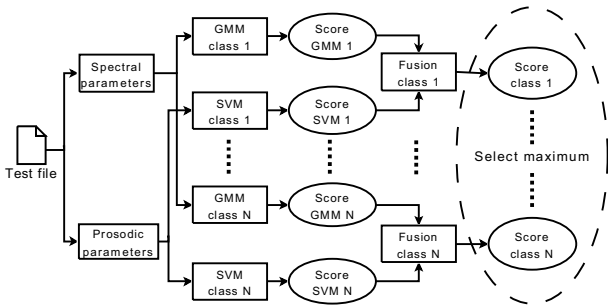 Test file
Spectral
parameters
Prosodic
parameters
GMM
class 1
Score
GMM 1
SVM
class 1
Score
SVM 1
Fusion
class 1
Score
class 1
Select maximum
GMM
class N
Score
GMM N
SVM
class N
Score
SVM N
Fusion
class N
Score
class N